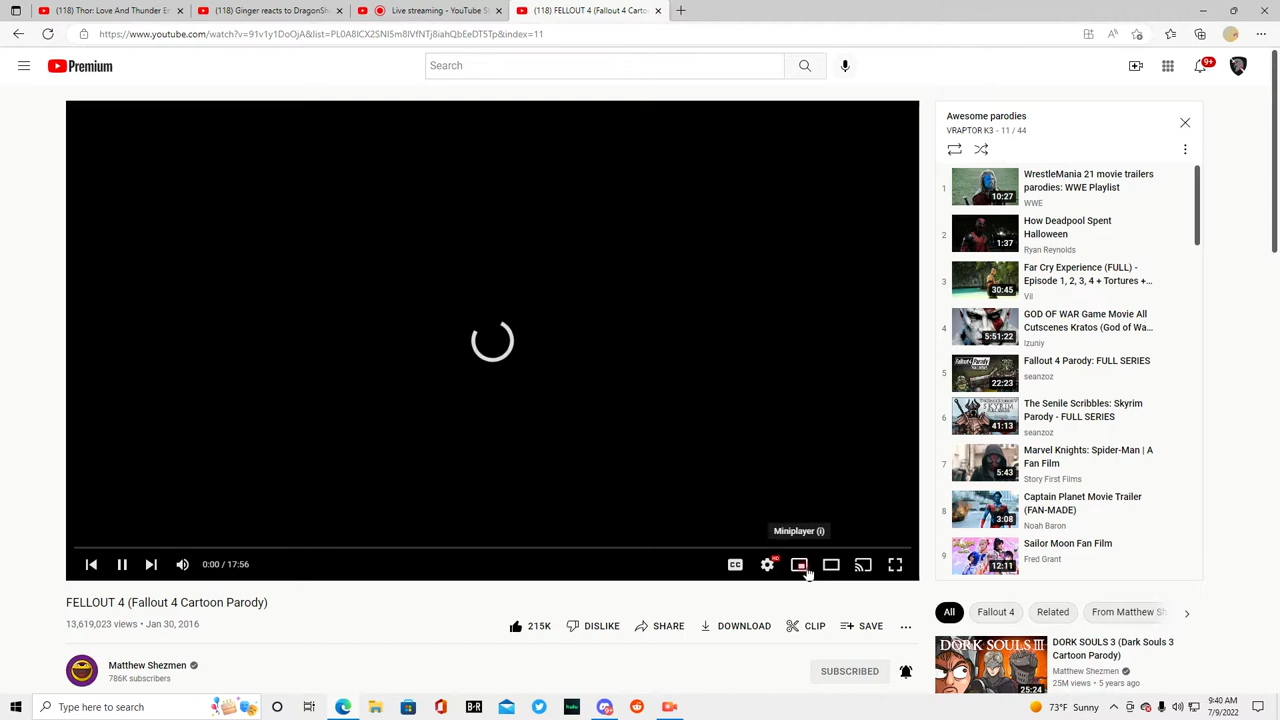 (118) Thor: Love And Thunder E
(118) Ginger reacts to DragonSh
Live streaming - YouTube S
(118) FELLOUT 4 (Fallout 4 Carto
https://www.youtube.com/watch?v=91v1y1DoOjA&list=PL0A8ICX2SNI5m8IVfNTj8iahQbEeDT5Tp&index=11
Premium
Search
9+
Awesome parodies
VRAPTOR K3 - 11 / 44
1
10:27
WrestleMania 21 movie trailers
parodies: WWE Playlist
WWE
2
1:37
How Deadpool Spent
Halloween
Ryan Reynolds
3
30:45
Far Cry Experience (FULL) -
Episode 1, 2, 3, 4 + Tortures +...
Vil
4
5:51:22
GOD OF WAR Game Movie All
Cutscenes Kratos (God of Wa...
Izuniy
5
22:23
Fallout 4 Parody: FULL SERIES
seanzoz
6
41:13
The Senile Scribbles: Skyrim
Parody - FULL SERIES
seanzoz
7
5:43
Marvel Knights: Spider-Man | A
Fan Film
Story First Films
8
3:08
Captain Planet Movie Trailer
(FAN-MADE)
Noah Baron
9
12:11
Sailor Moon Fan Film
Fred Grant
Miniplayer (i)
0:00 / 17:56
CC
HD
FELLOUT 4 (Fallout 4 Cartoon Parody)
13,619,023 views • Jan 30, 2016
215K
DISLIKE
SHARE
DOWNLOAD
CLIP
SAVE
Matthew Shezmen
786K subscribers
SUBSCRIBED
All
Fallout 4
Related
From Matthew Sh
DORK SOULS III
25:24
DORK SOULS 3 (Dark Souls 3
Cartoon Parody)
Matthew Shezmen
25M views • 5 years ago
Type here to search
B·R
hulu
73°F Sunny
9:40 AM
7/9/2022